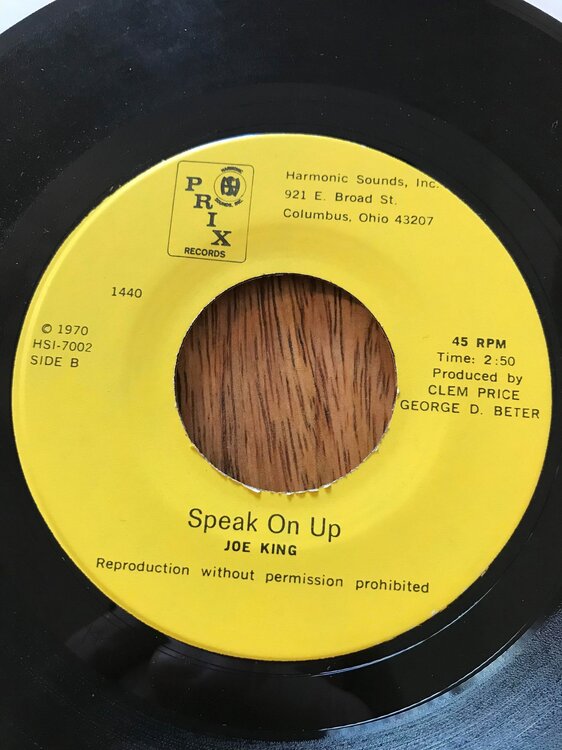 PRIX
RECORDS
Harmonic Sounds, Inc.
921 E. Broad St.
Columbus, Ohio 43207
1440
© 1970
HSI-7002
SIDE B
45 RPM
Time: 2:50
Produced by
CLEM PRICE
GEORGE D. BETER
Speak On Up
JOE KING
Reproduction without permission prohibited